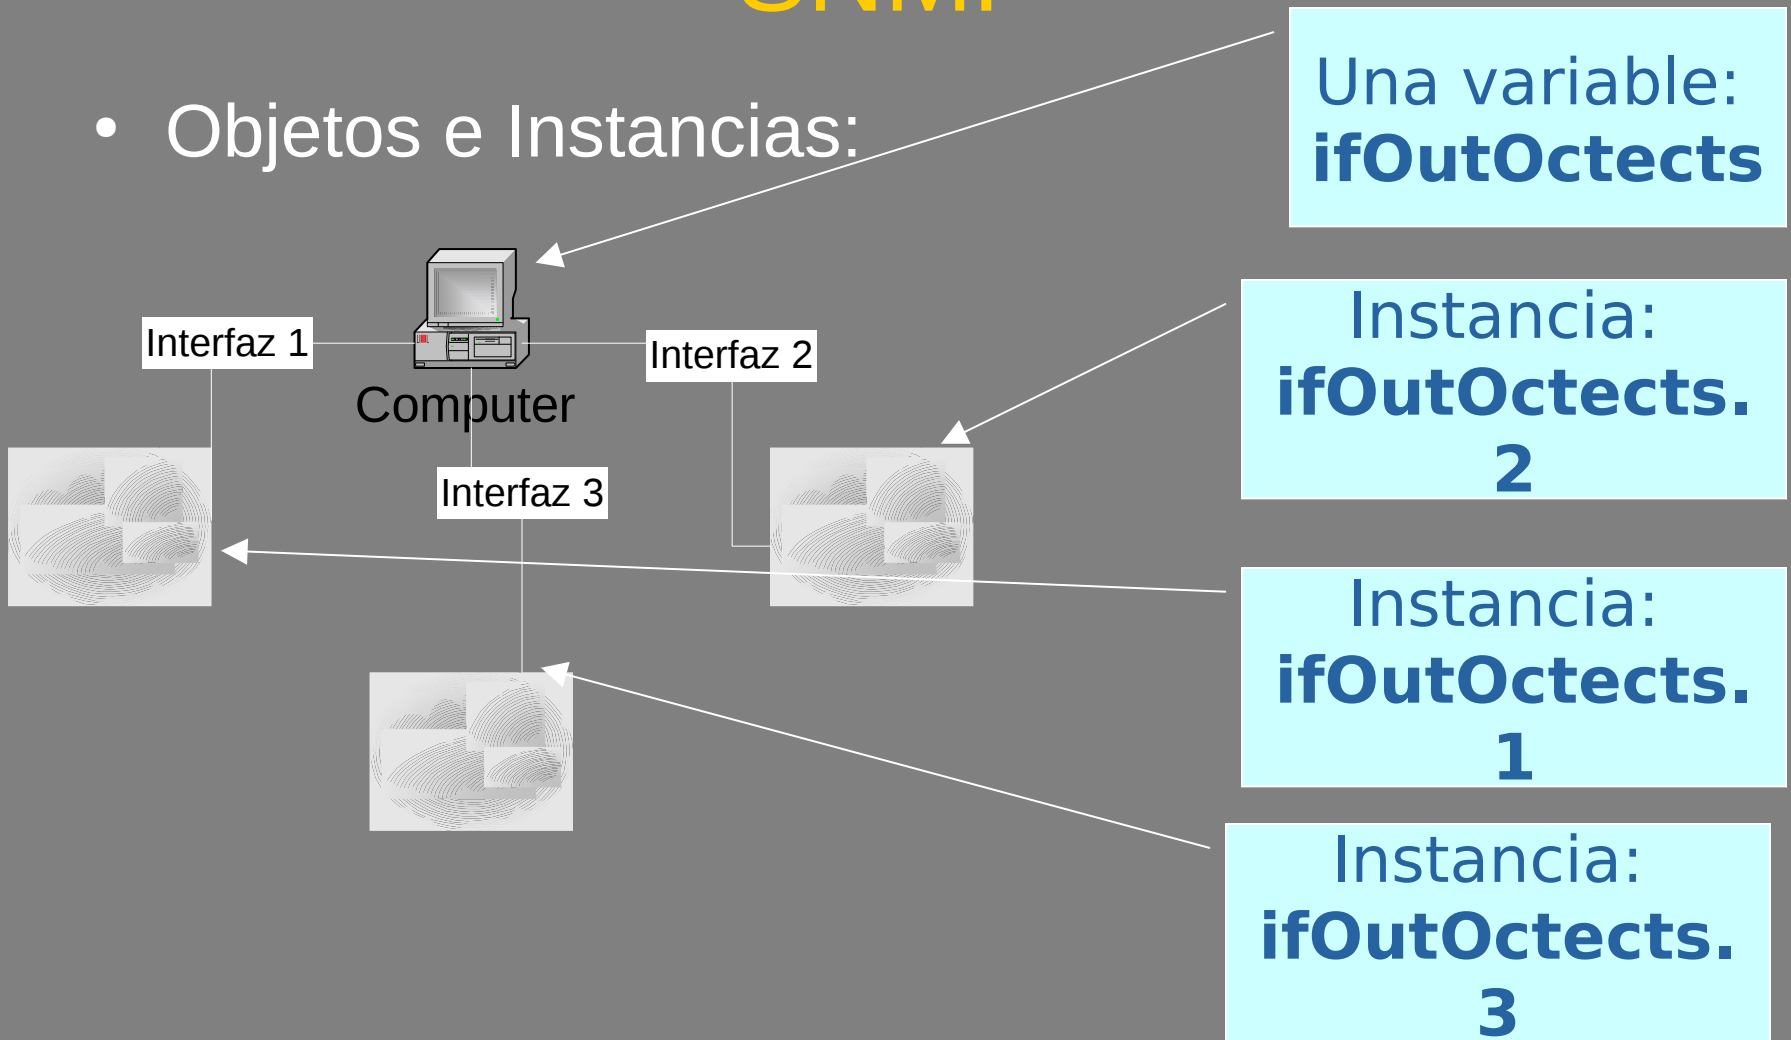 SNMP
• Objetos e Instancias:
Una variable:
ifOutOctects
Instancia:
ifOutOctects.
2
Interfaz 1
Interfaz 2
Computer
Interfaz 3
Instancia:
ifOutOctects.
1
Instancia:
ifOutOctects.
3